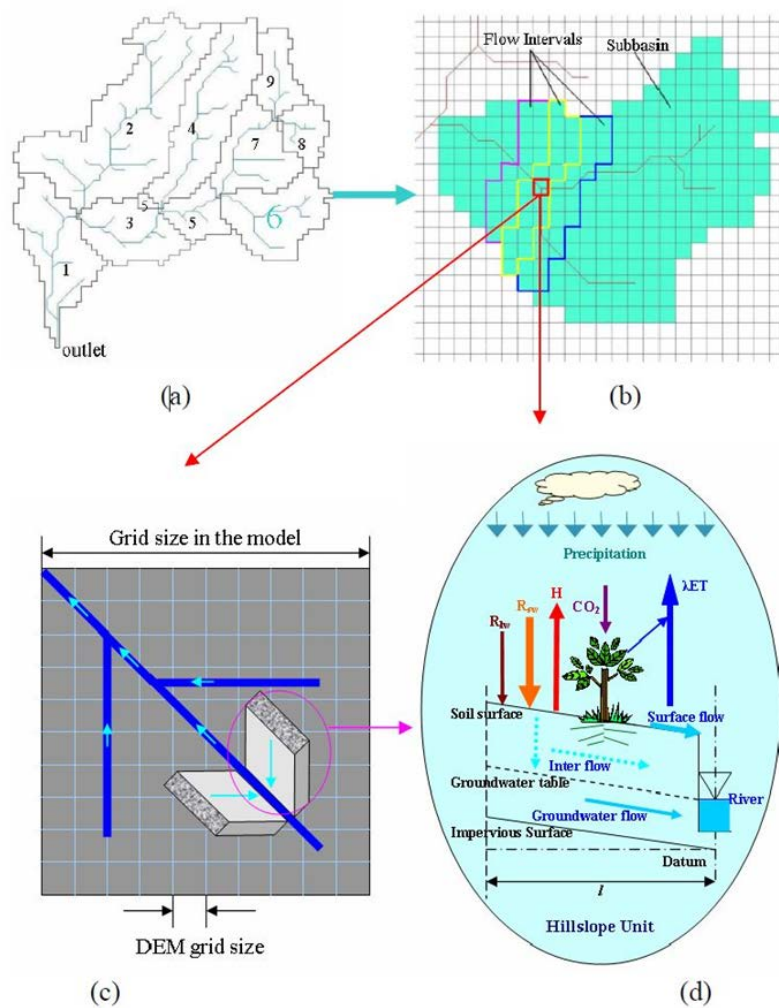 Flow Intervals
Subbasin
9
2
4
7
8
5
3
5
6
1
outlet
(a)
(b)
Grid size in the model
DEM grid size
(c)
Precipitation
λET
H
CO₂
Rsw
Rlw
Soil surface
Surface flow
Inter flow
Groundwater table
River
Groundwater flow
Impervious Surface
Datum
l
Hillslope Unit
(d)